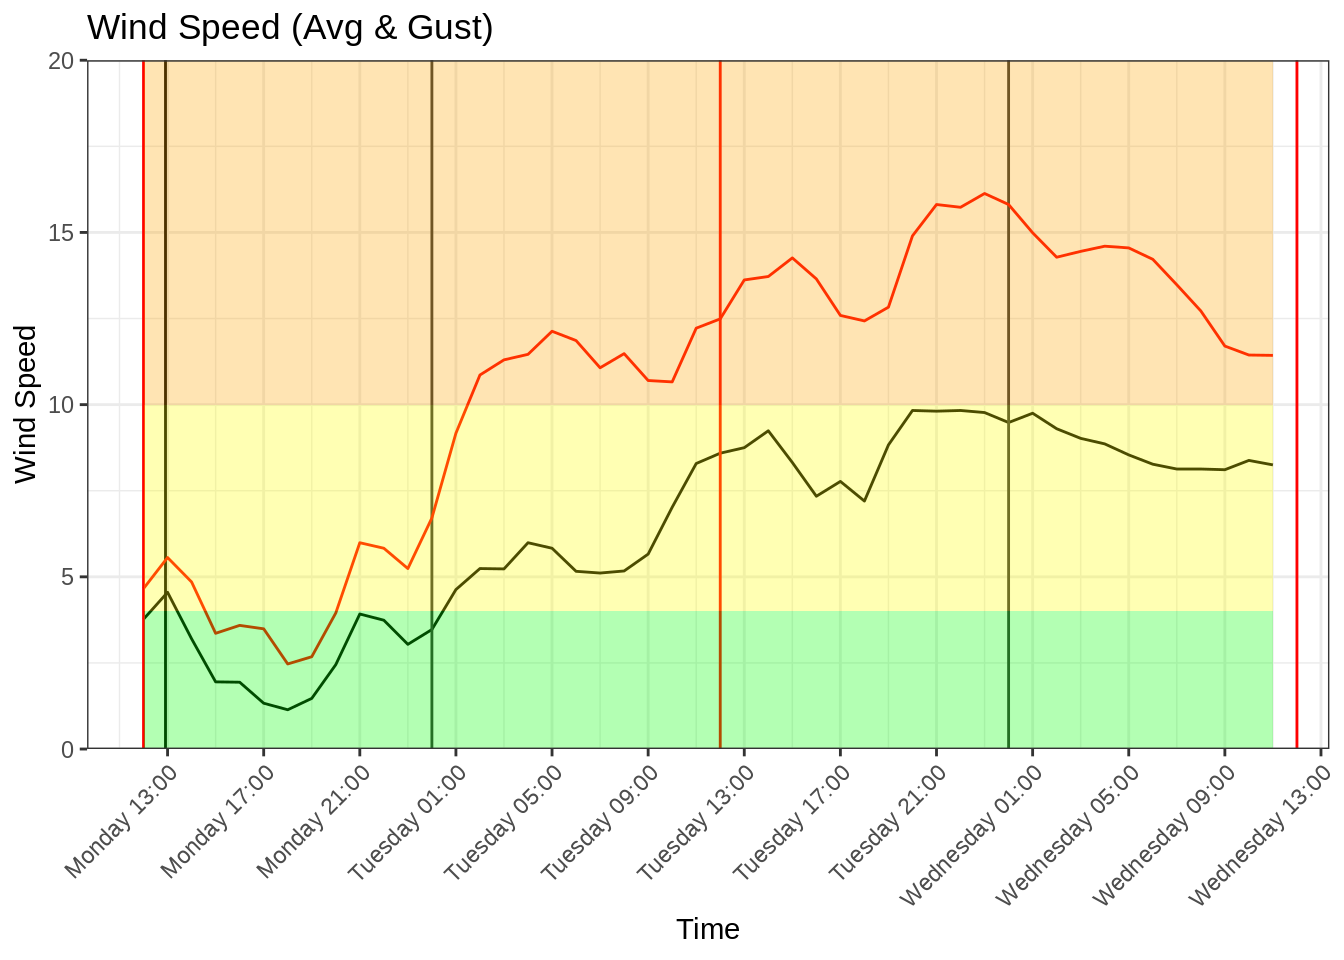 Wind Speed (Avg & Gust)
Wind Speed
20
15
10
5
0
Monday 13:00
Monday 17:00
Monday 21:00
Tuesday 01:00
Tuesday 05:00
Tuesday 09:00
Tuesday 13:00
Tuesday 17:00
Tuesday 21:00
Wednesday 01:00
Wednesday 05:00
Wednesday 09:00
Wednesday 13:00
Time